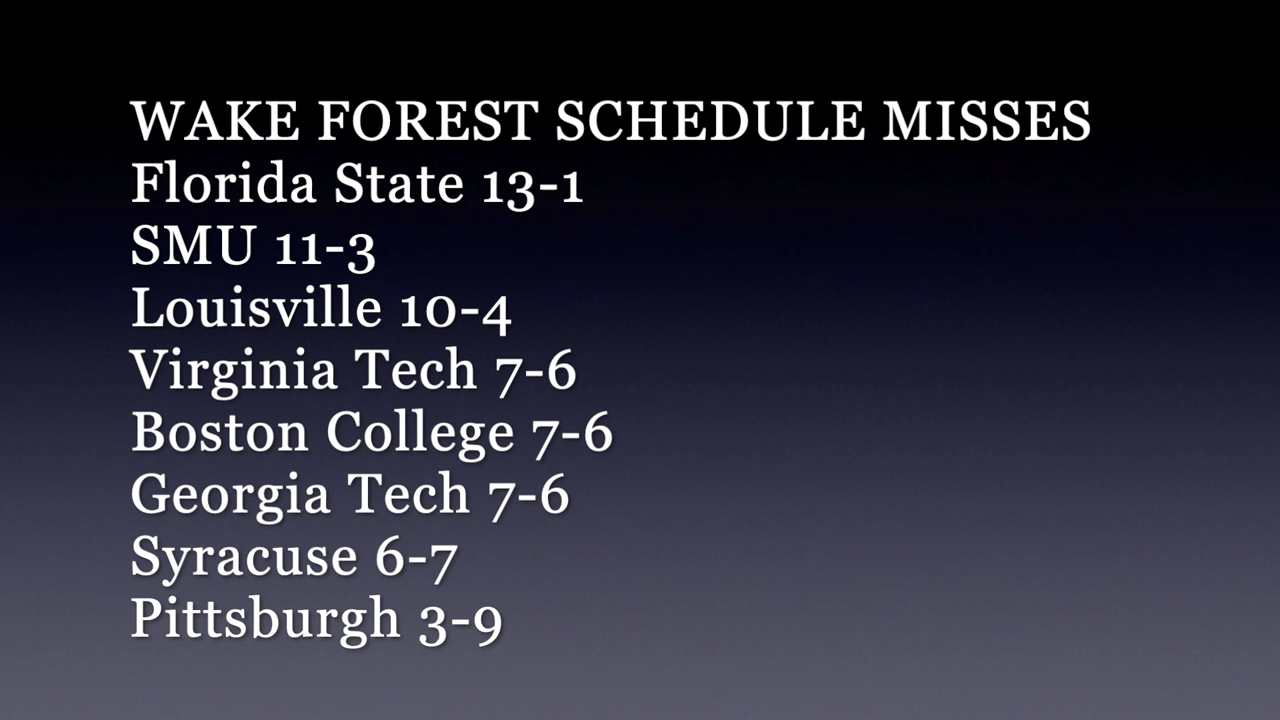 WAKE FOREST SCHEDULE MISSES
Florida State 13-1
SMU 11-3
Louisville 10-4
Virginia Tech 7-6
Boston College 7-6
Georgia Tech 7-6
Syracuse 6-7
Pittsburgh 3-9